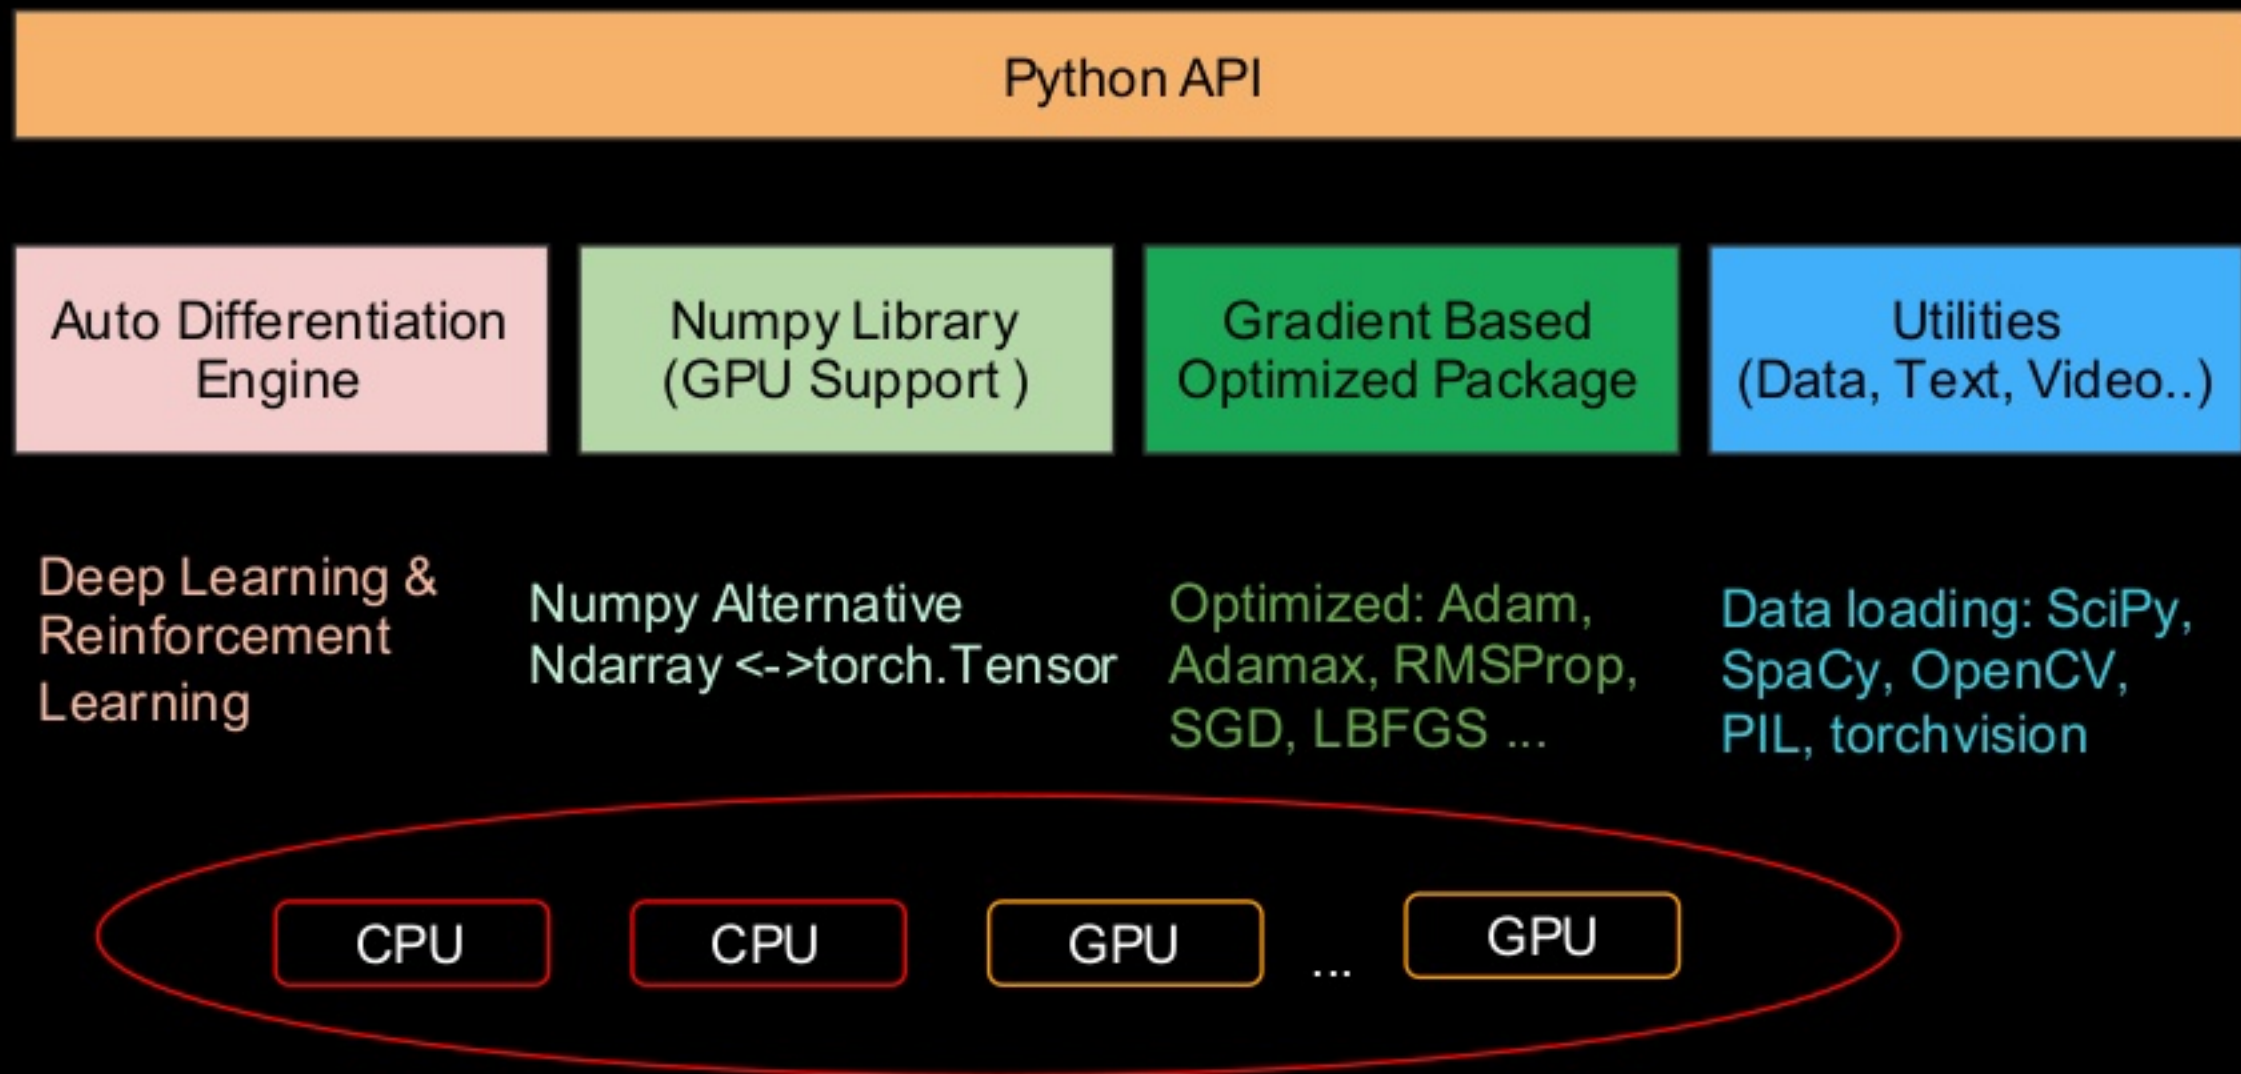 Python API
Auto Differentiation
Engine
Numpy Library
(GPU Support )
Gradient Based
Optimized Package
Utilities
(Data, Text, Video..)
Deep Learning &
Reinforcement
Learning
Numpy Alternative
Ndarray <->torch.Tensor
Optimized: Adam,
Adamax, RMSProp,
SGD, LBFGS ...
Data loading: SciPy,
SpaCy, OpenCV,
PIL, torchvision
CPU
CPU
GPU
...
GPU